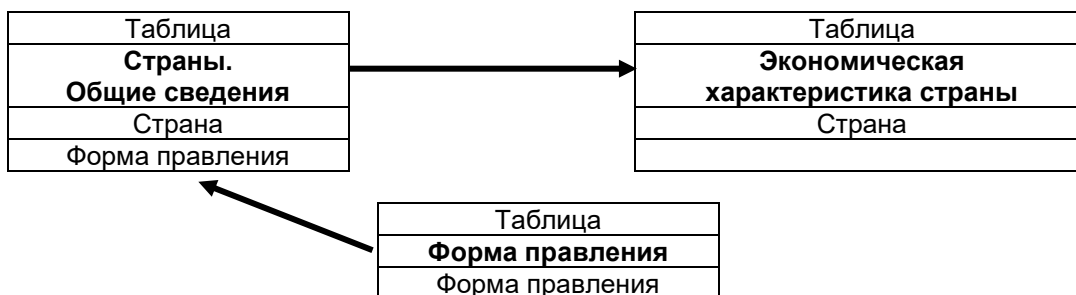 Таблица
Страны.
Общие сведения
Страна
Форма правления
Таблица
Экономическая
характеристика страны
Страна
Таблица
Форма правления
Форма правления